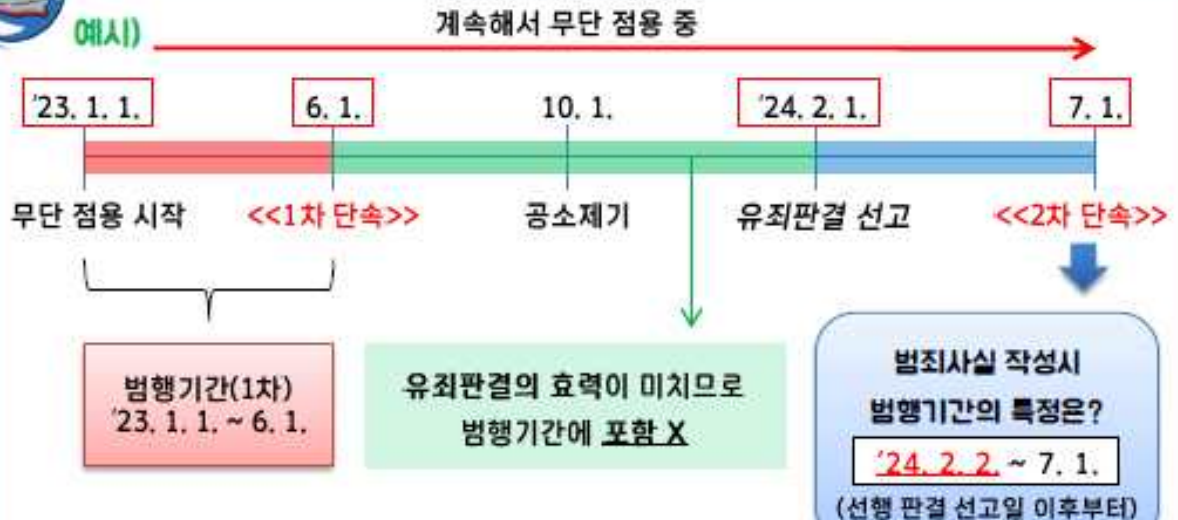 예시)
계속해서 무단 점용 중
'23. 1. 1.
6. 1.
10. 1.
'24. 2. 1.
7. 1.
무단 점용 시작
<<1차 단속>>
공소제기
유죄판결 선고
<<2차 단속>>
범행기간(1차)
'23. 1. 1. ~ 6. 1.
유죄판결의 효력이 미치므로
범행기간에 포함 X
범죄사실 작성시
범행기간의 특정은?
'24. 2. 2. ~ 7. 1.
(선행 판결 선고일 이후부터)